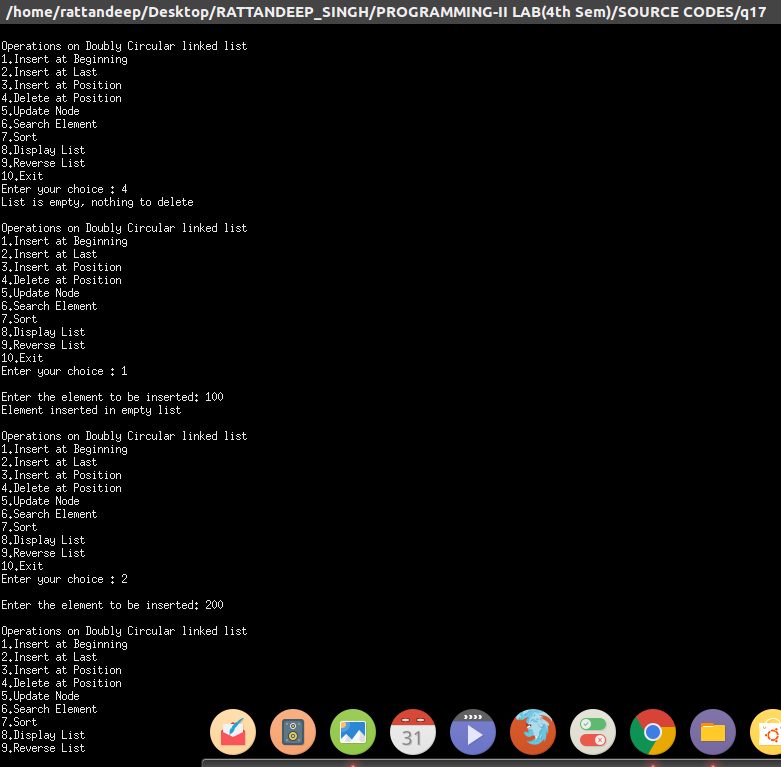 /home/rattandeep/Desktop/RATTANDEEP_SINGH/PROGRAMMING-II LAB(4th Sem)/SOURCE CODES/q17
Operations on Doubly Circular linked list
1.Insert at Beginning
2.Insert at Last
3.Insert at Position
4.Delete at Position
5.Update Node
6.Search Element
7.Sort
8.Display List
9.Reverse List
10.Exit
Enter your choice : 4
List is empty, nothing to delete
Operations on Doubly Circular linked list
1.Insert at Beginning
2.Insert at Last
3.Insert at Position
4.Delete at Position
5.Update Node
6.Search Element
7.Sort
8.Display List
9.Reverse List
10.Exit
Enter your choice : 1
Enter the element to be inserted: 100
Element inserted in empty list
Operations on Doubly Circular linked list
1.Insert at Beginning
2.Insert at Last
3.Insert at Position
4.Delete at Position
5.Update Node
6.Search Element
7.Sort
8.Display List
9.Reverse List
10.Exit
Enter your choice : 2
Enter the element to be inserted: 200
Operations on Doubly Circular linked list
1.Insert at Beginning
2.Insert at Last
3.Insert at Position
4.Delete at Position
5.Update Node
6.Search Element
7.Sort
8.Display List
9.Reverse List
31